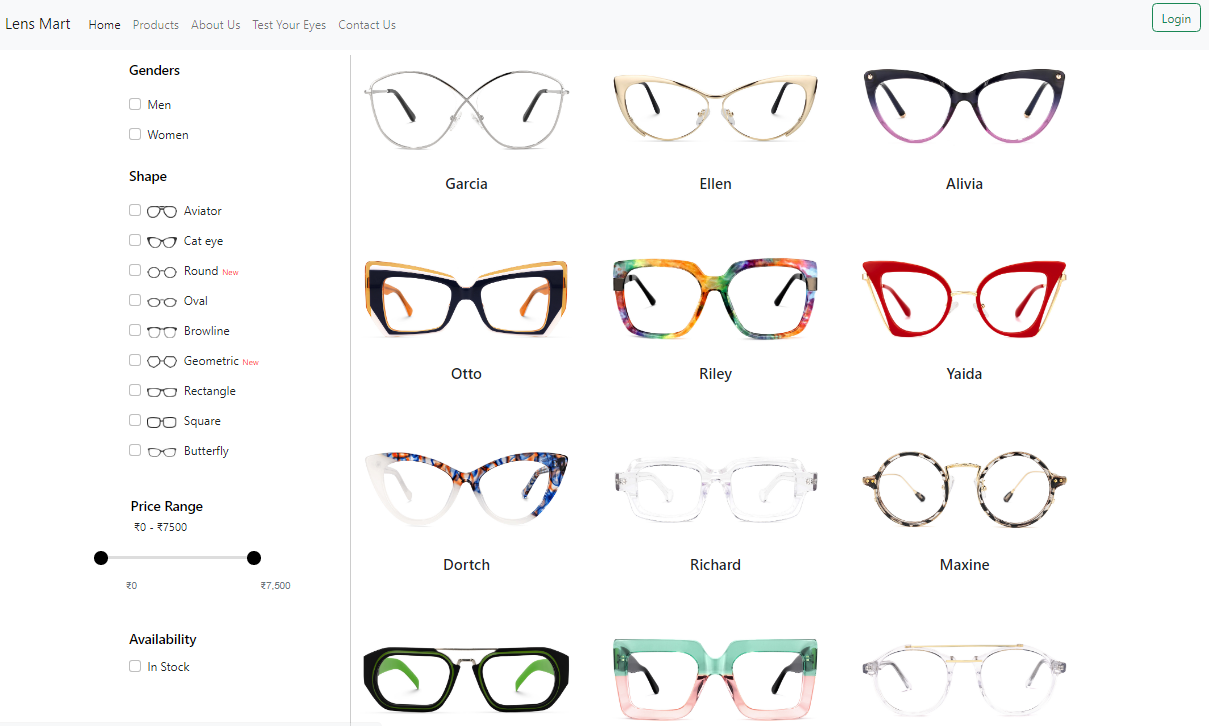 Lens Mart Home Products About Us Test Your Eyes Contact Us Login
Genders
Men
Women
Shape
Aviator
Cat eye
Round New
Oval
Browline
Geometric New
Rectangle
Square
Butterfly
Price Range
₹0 - ₹7500
₹0 ₹7,500
Availability
In Stock
Garcia Ellen Alivia
Otto Riley Yaida
Dortch Richard Maxine